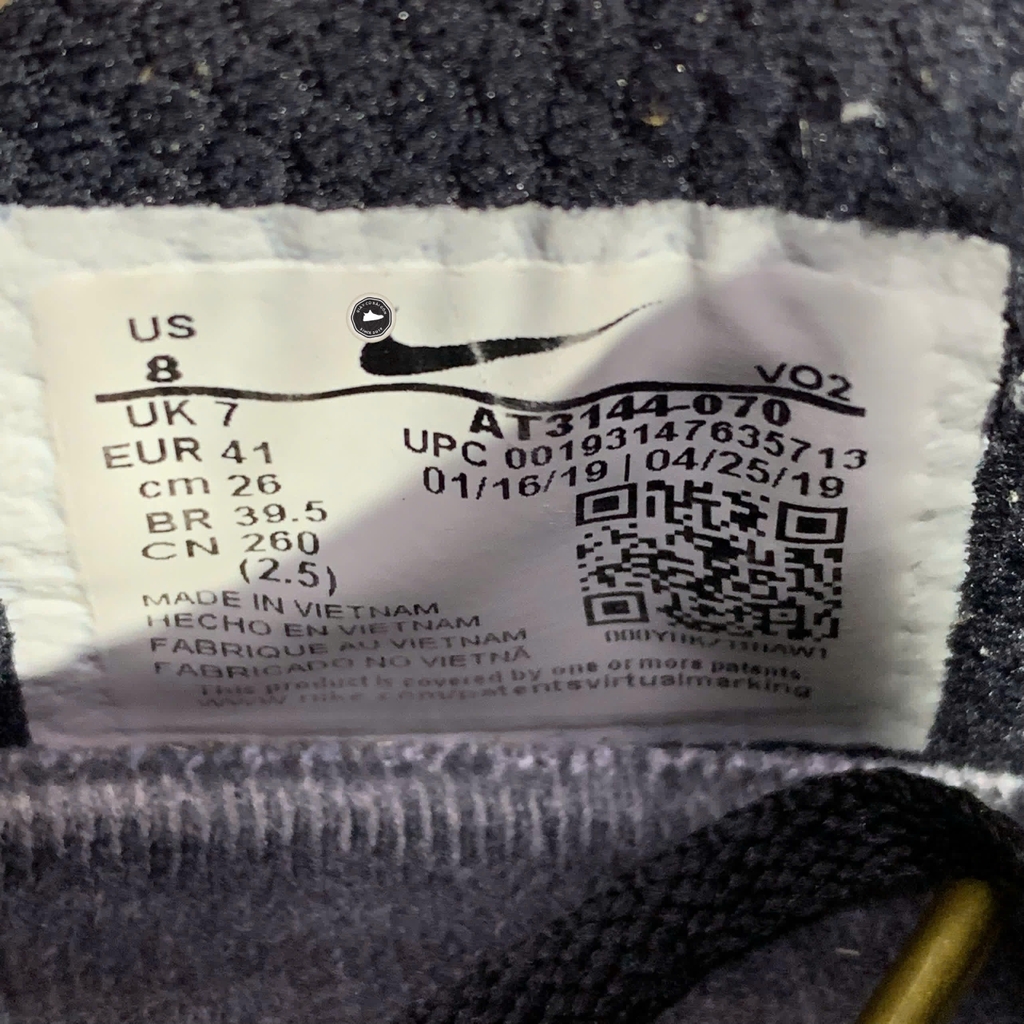 US
8
VO2
UK 7
AT3144-070
EUR 41
UPC 00193147635713
cm 26
01/16/19 | 04/25/19
BR 39.5
CN 260
(2.5)
MADE IN VIETNAM
HECHO EN VIETNAM
FABRIQUE AU VIETNAM
FABRICADO NO VIETNÃ
This product is covered by one or more patents
www.nike.com/patentsvirtualmarking